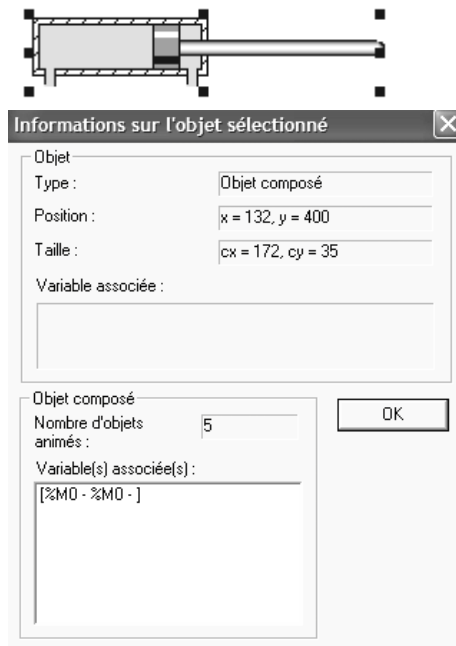 Informations sur l'objet sélectionné
Objet
Type :
Objet composé
Position :
x = 132, y = 400
Taille :
cx = 172, cy = 35
Variable associée :
Objet composé
Nombre d'objets
animés :
5
OK
Variable(s) associée(s) :
[%M0 - %M0 - ]